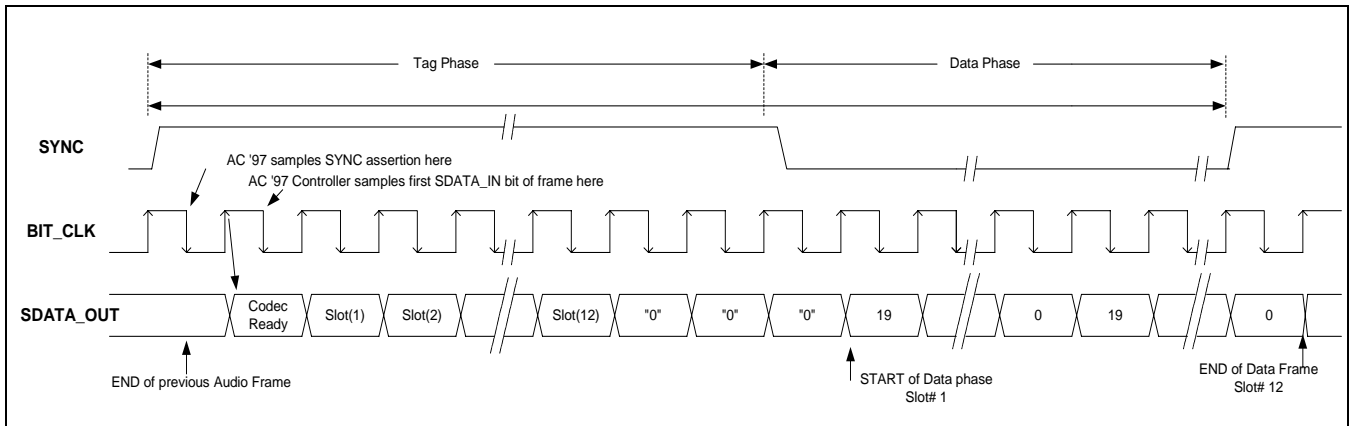 Tag Phase
Data Phase
SYNC
AC '97 samples SYNC assertion here
AC '97 Controller samples first SDATA_IN bit of frame here
BIT_CLK
SDATA_OUT
Codec
Ready
Slot(1)
Slot(2)
Slot(12)
"0"
"0"
"0"
19
0
19
0
END of previous Audio Frame
START of Data phase
Slot# 1
END of Data Frame
Slot# 12